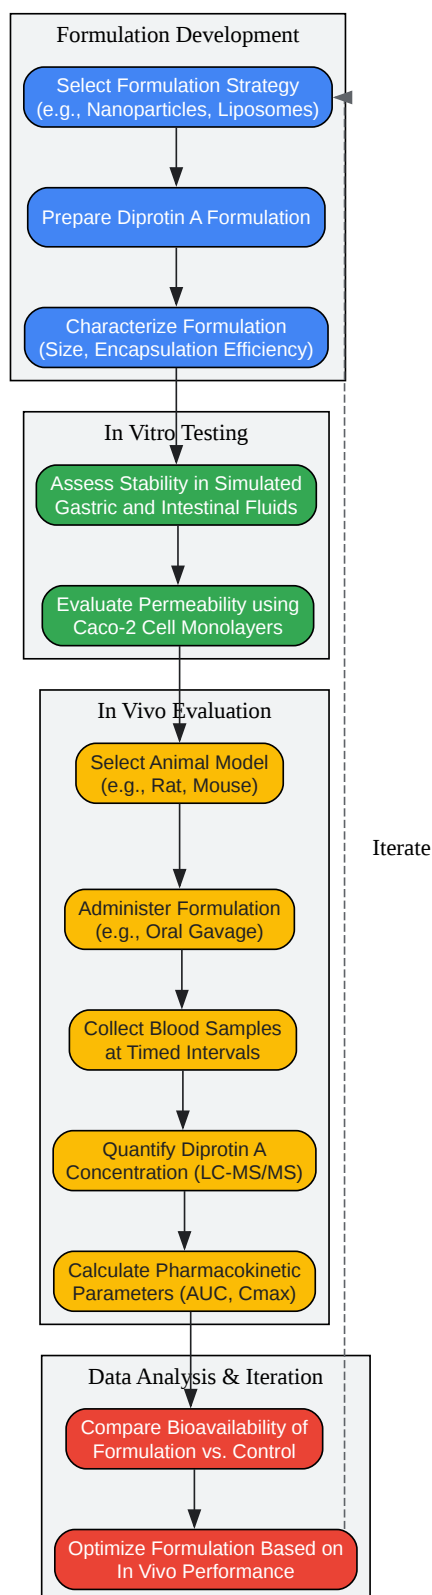 Formulation Development
Select Formulation Strategy
(e.g., Nanoparticles, Liposomes)
Prepare Diprotin A Formulation
Characterize Formulation
(Size, Encapsulation Efficiency)
In Vitro Testing
Assess Stability in Simulated
Gastric and Intestinal Fluids
Evaluate Permeability using
Caco-2 Cell Monolayers
In Vivo Evaluation
Select Animal Model
(e.g., Rat, Mouse)
Iterate
Administer Formulation
(e.g., Oral Gavage)
Collect Blood Samples
at Timed Intervals
Quantify Diprotin A
Concentration (LC-MS/MS)
Calculate Pharmacokinetic
Parameters (AUC, Cmax)
Data Analysis & Iteration
Compare Bioavailability of
Formulation vs. Control
Optimize Formulation Based on
In Vivo Performance